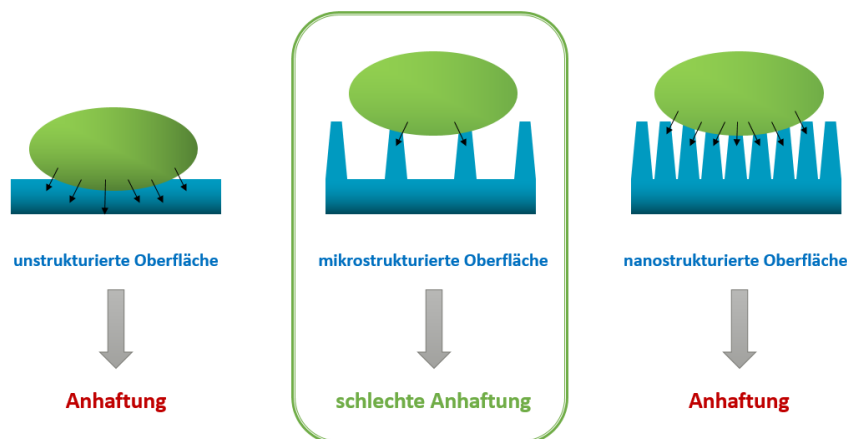 unstrukturierte Oberfläche
mikrostrukturierte Oberfläche
nanostrukturierte Oberfläche
Anhaftung
schlechte Anhaftung
Anhaftung